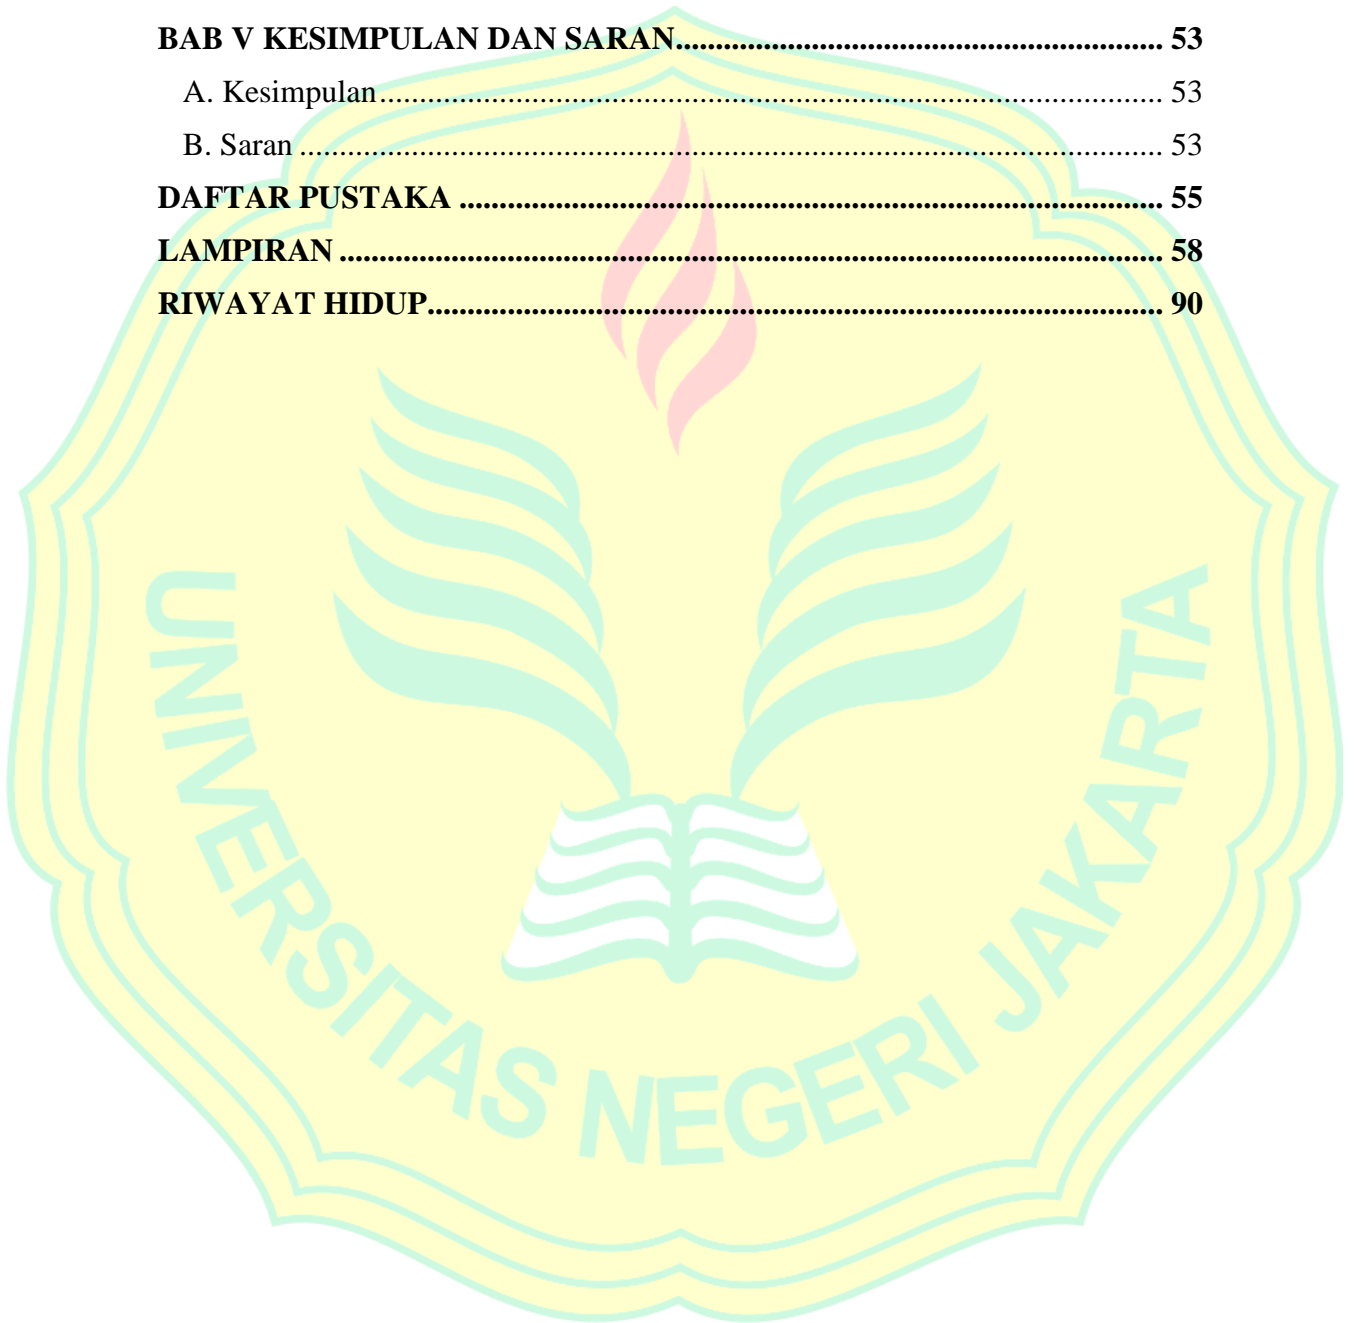 BAB V KESIMPULAN DAN SARAN............................................................. 53
A. Kesimpulan.................................................................................................. 53
B. Saran ............................................................................................................ 53
DAFTAR PUSTAKA ........................................................................................ 55
LAMPIRAN ....................................................................................................... 58
RIWAYAT HIDUP............................................................................................ 90
UNIVERSITAS NEGERI JAKARTA